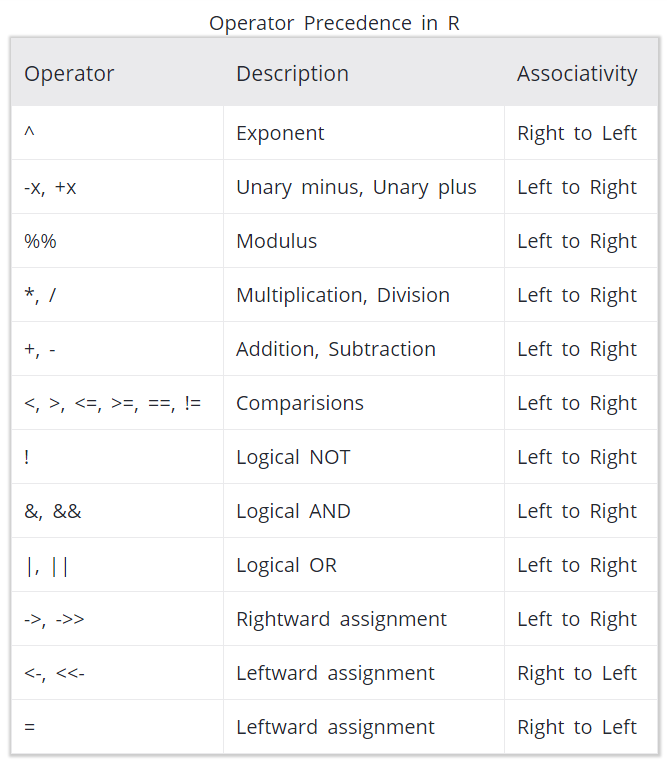 Operator Precedence in R
Operator Description Associativity
^ Exponent Right to Left
-x, +x Unary minus, Unary plus Left to Right
%% Modulus Left to Right
*, / Multiplication, Division Left to Right
+, - Addition, Subtraction Left to Right
<, >, <=, >=, ==, != Comparisions Left to Right
! Logical NOT Left to Right
&, && Logical AND Left to Right
|, || Logical OR Left to Right
->, ->> Rightward assignment Left to Right
<-, <<- Leftward assignment Right to Left
= Leftward assignment Right to Left